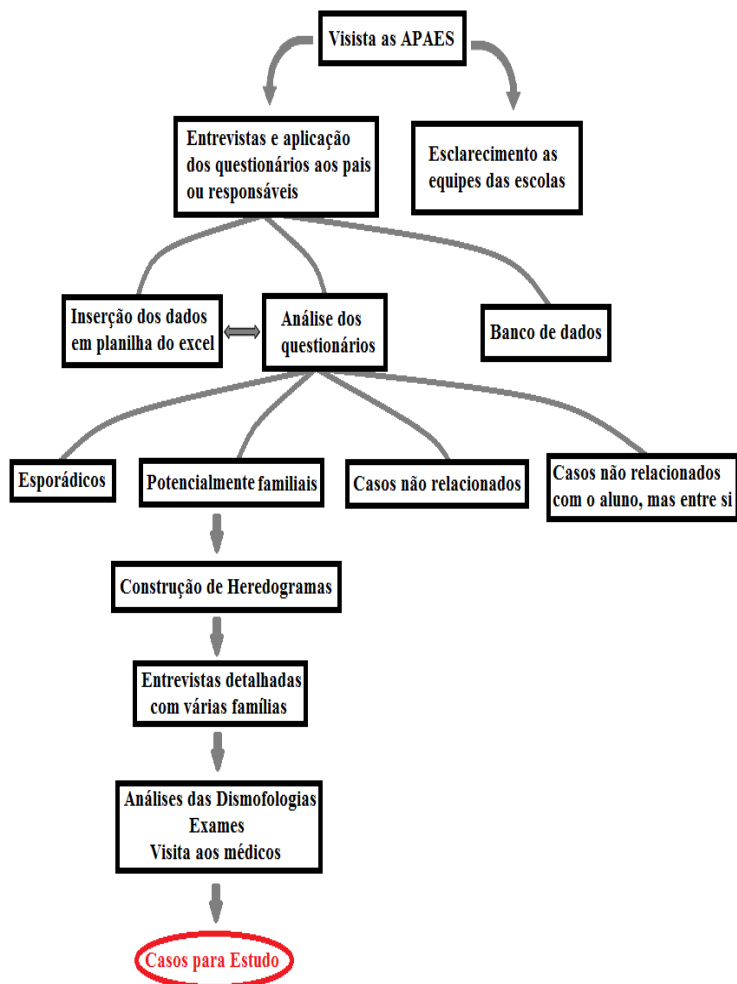 Visista as APAES
Entrevistas e aplicação
dos questionários aos pais
ou responsáveis
Esclarecimento as
equipes das escolas
Inserção dos dados
em planilha do excel
Análise dos
questionários
Banco de dados
Esporádicos
Potencialmente familiais
Casos não relacionados
Casos não relacionados
com o aluno, mas entre si
Construção de Heredogramas
Entrevistas detalhadas
com várias famílias
Análises das Dismofologias
Exames
Visita aos médicos
Casos para Estudo